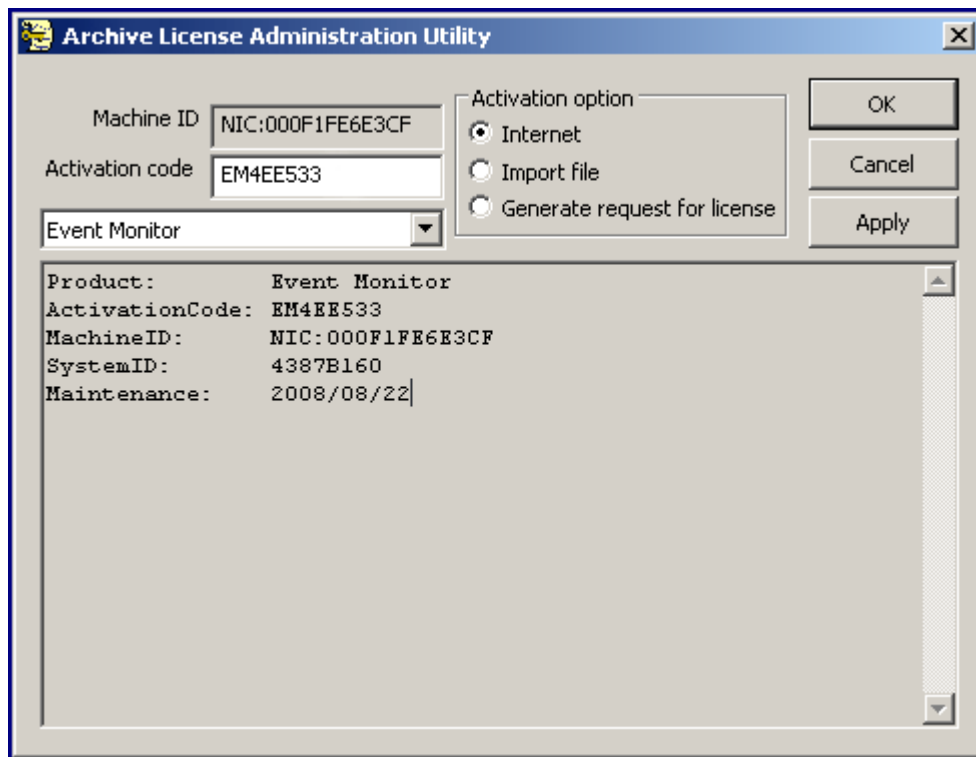 Archive License Administration Utility
Machine ID NIC:000F1FE6E3CF
Activation code EM4EE533
Event Monitor
Activation option
Internet
Import file
Generate request for license
OK
Cancel
Apply
Product: Event Monitor
ActivationCode: EM4EE533
MachineID: NIC:000F1FE6E3CF
SystemID: 4387B160
Maintenance: 2008/08/22